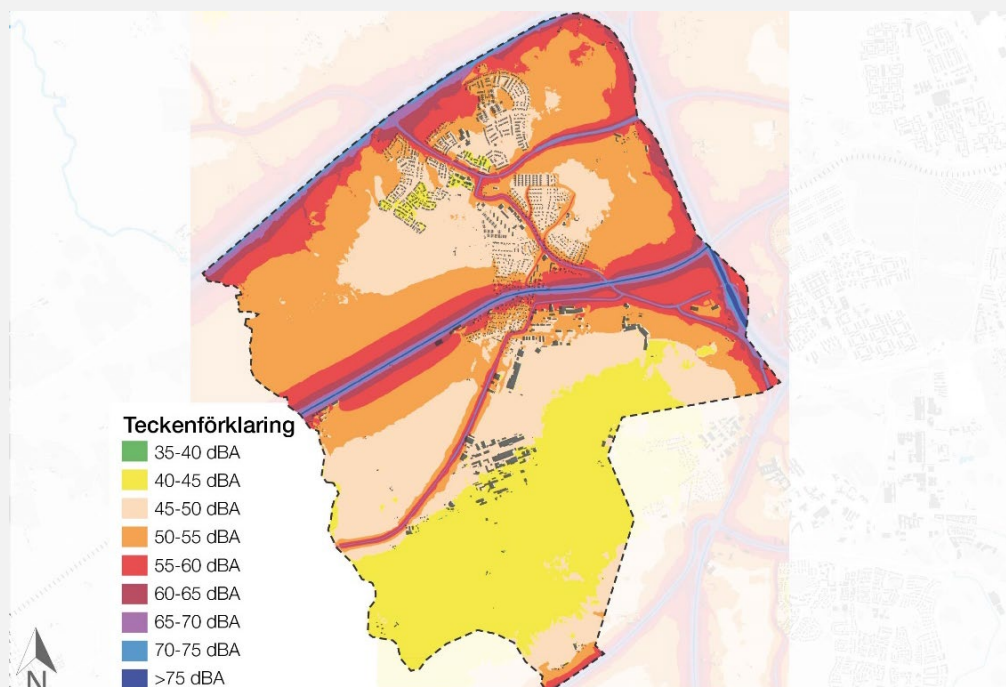 Teckenförklaring
35-40 dBA
40-45 dBA
45-50 dBA
50-55 dBA
55-60 dBA
60-65 dBA
65-70 dBA
70-75 dBA
>75 dBA
N